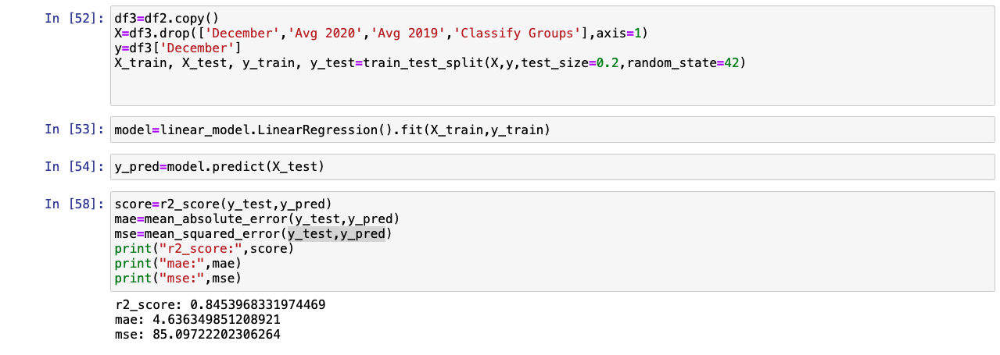 In [52]: df3=df2.copy()
X=df3.drop(['December','Avg 2020','Avg 2019','Classify Groups'],axis=1)
y=df3['December']
X_train, X_test, y_train, y_test=train_test_split(X,y,test_size=0.2,random_state=42)
In [53]: model=linear_model.LinearRegression().fit(X_train,y_train)
In [54]: y_pred=model.predict(X_test)
In [58]: score=r2_score(y_test,y_pred)
mae=mean_absolute_error(y_test,y_pred)
mse=mean_squared_error(y_test,y_pred)
print("r2_score:",score)
print("mae:",mae)
print("mse:",mse)
r2_score: 0.8453968331974469
mae: 4.636349851208921
mse: 85.09722202306264